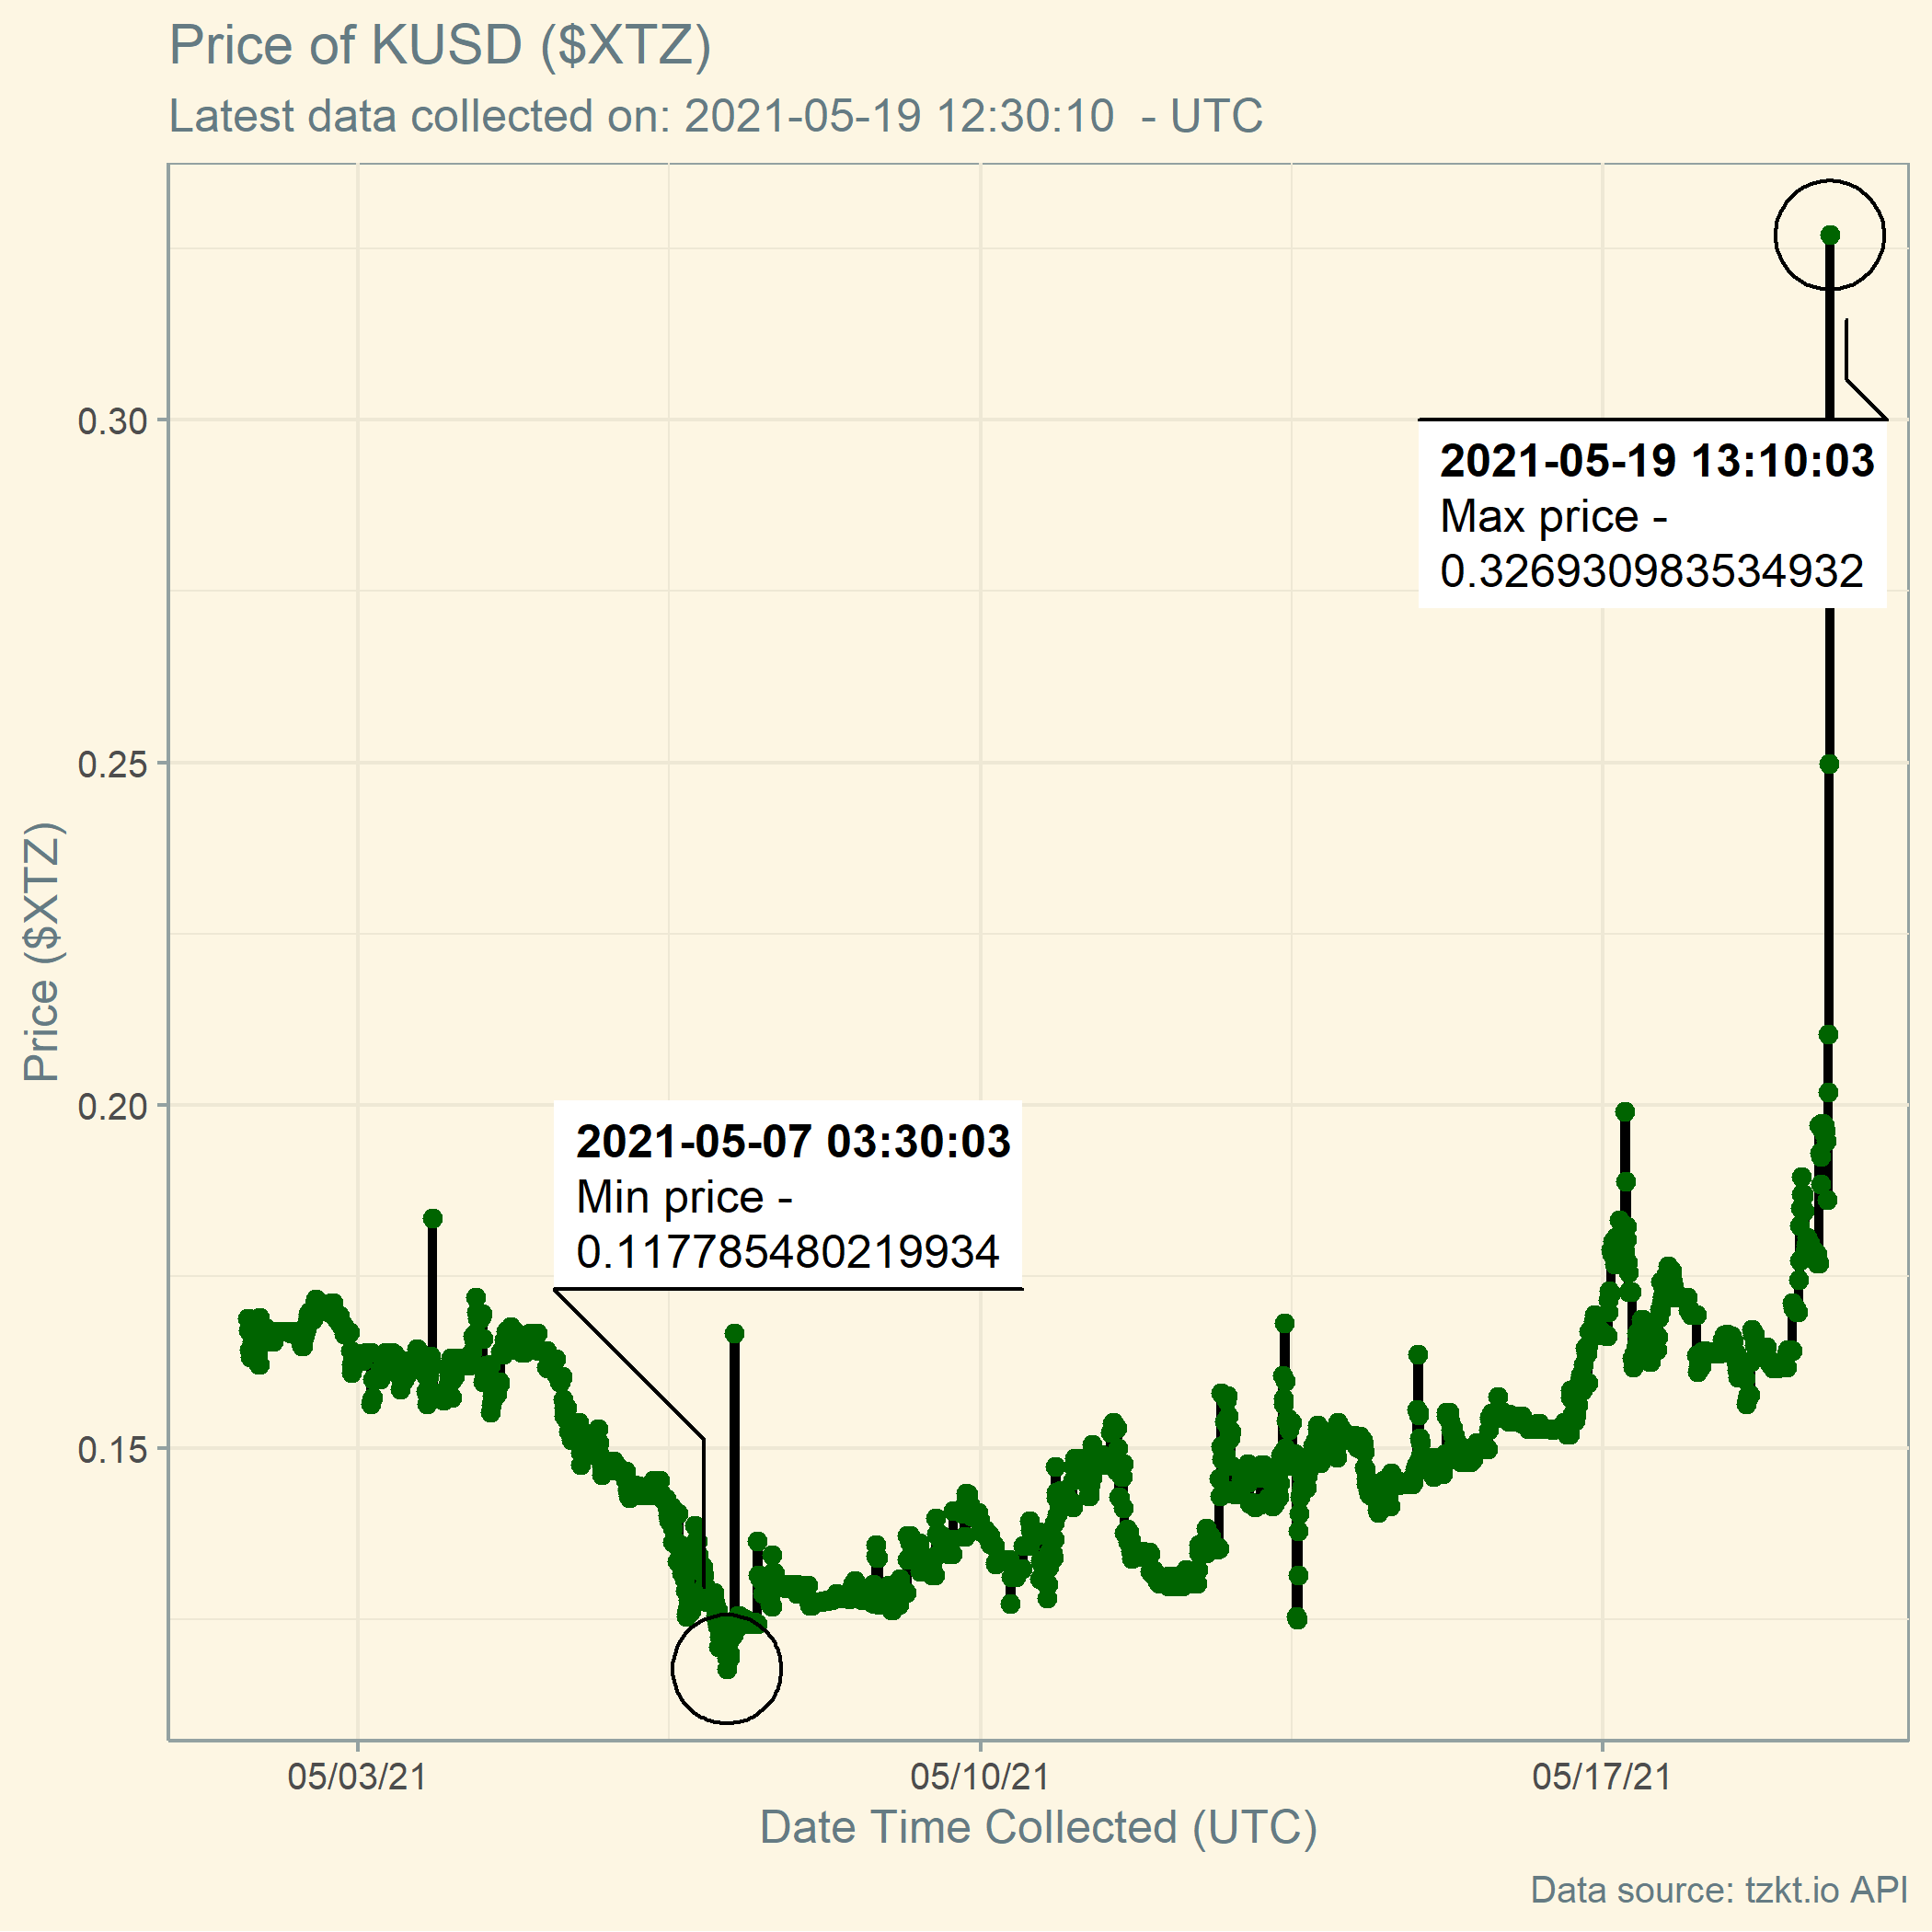 Price of KUSD ($XTZ)
Latest data collected on: 2021-05-19 12:30:10  - UTC
0.30
0.25
0.20
0.15
Price ($XTZ)
2021-05-19 13:10:03
Max price -
0.326930983534932
2021-05-07 03:30:03
Min price -
0.117785480219934
05/03/21
05/10/21
05/17/21
Date Time Collected (UTC)
Data source: tzkt.io API